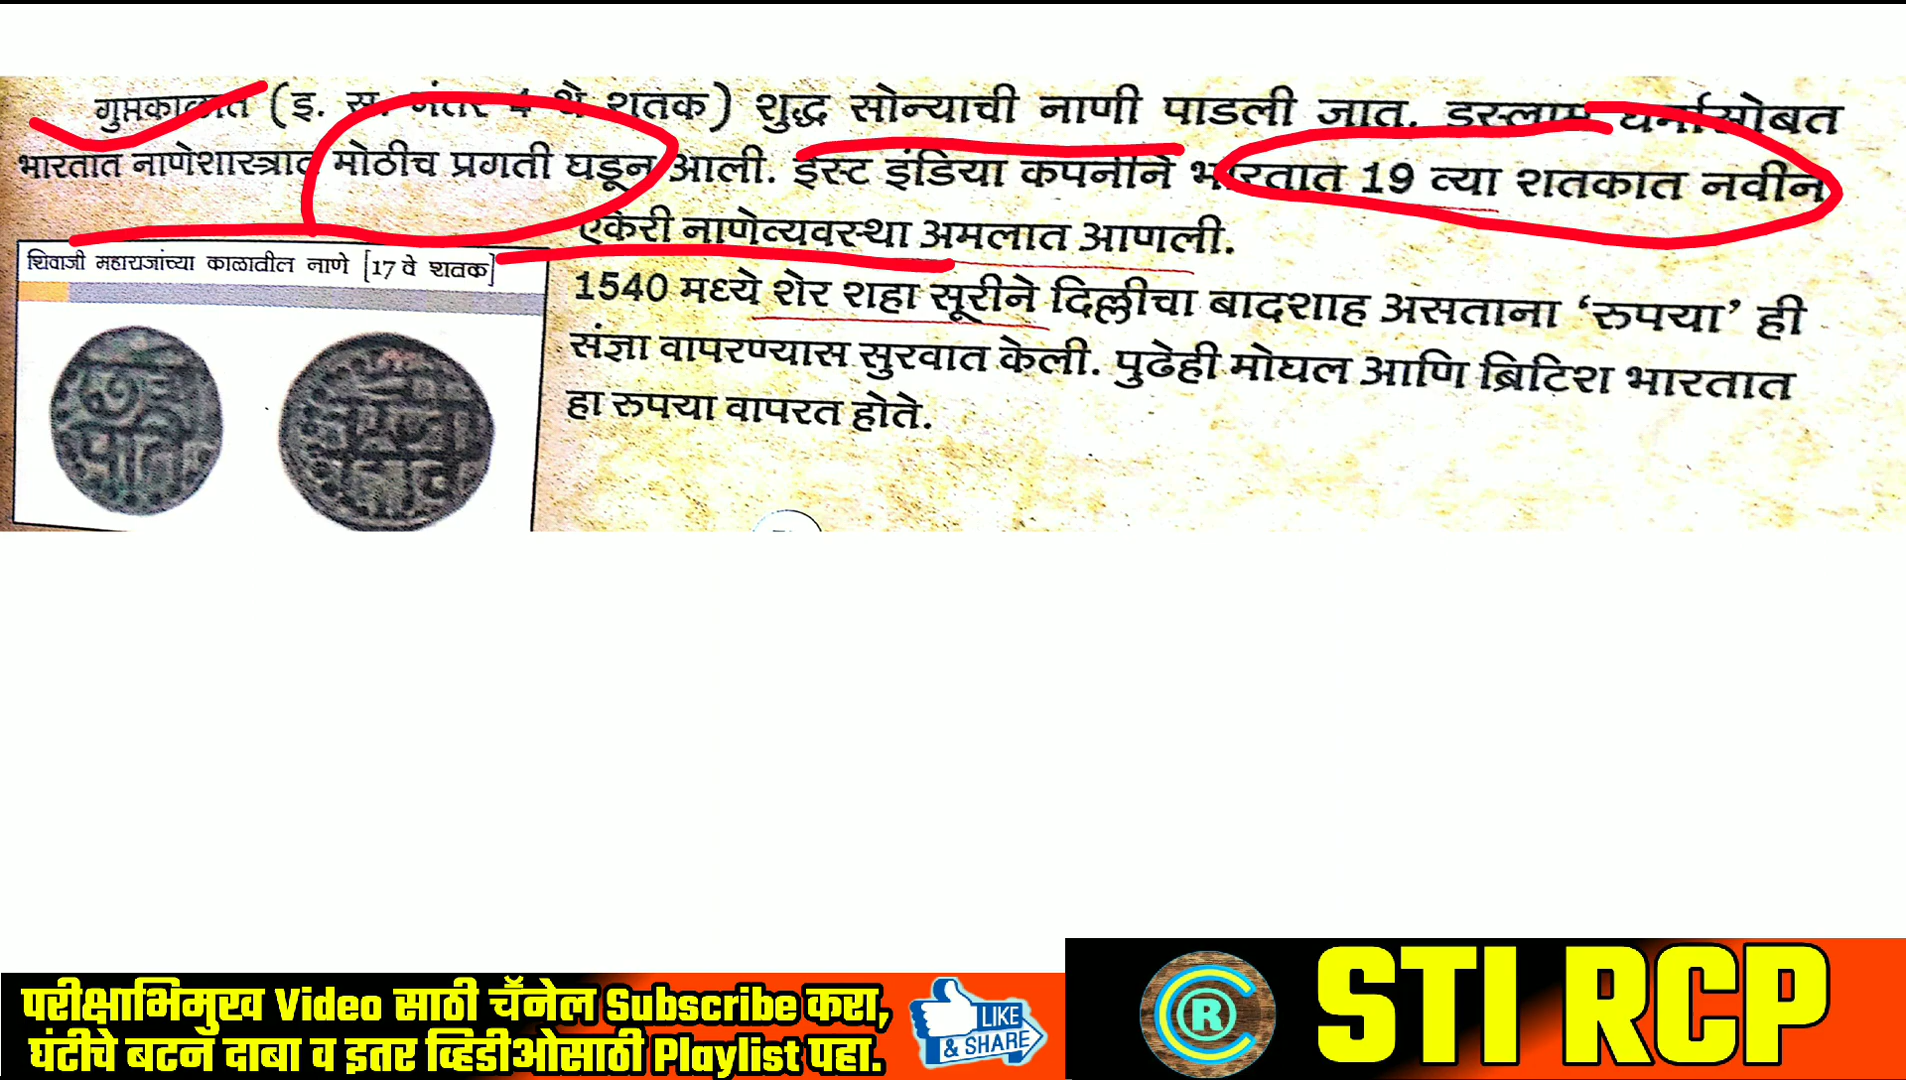 गुप्तकाळात (इ. स. नंतर 4 थे शतक) शुद्ध सोन्याची नाणी पाडली जात. इस्लाम धर्मासोबत
भारतात नाणेशास्त्रात मोठीच प्रगती घडून आली. ईस्ट इंडिया कंपनीने भारतात 19 व्या शतकात नवीन
एकेरी नाणेव्यवस्था अमलात आणली.
शिवाजी महाराजांच्या काळातील नाणे [17 वे शतक]
1540 मध्ये शेर शहा सूरीने दिल्लीचा बादशाह असताना ‘रुपया’ ही
संज्ञा वापरण्यास सुरवात केली. पुढेही मोघल आणि ब्रिटिश भारतात
हा रुपया वापरत होते.
परीक्षाभिमुख Video साठी चॅनेल Subscribe करा,
घंटीचे बटन दाबा व इतर व्हिडीओसाठी Playlist पहा.
LIKE
& SHARE
R
STI RCP